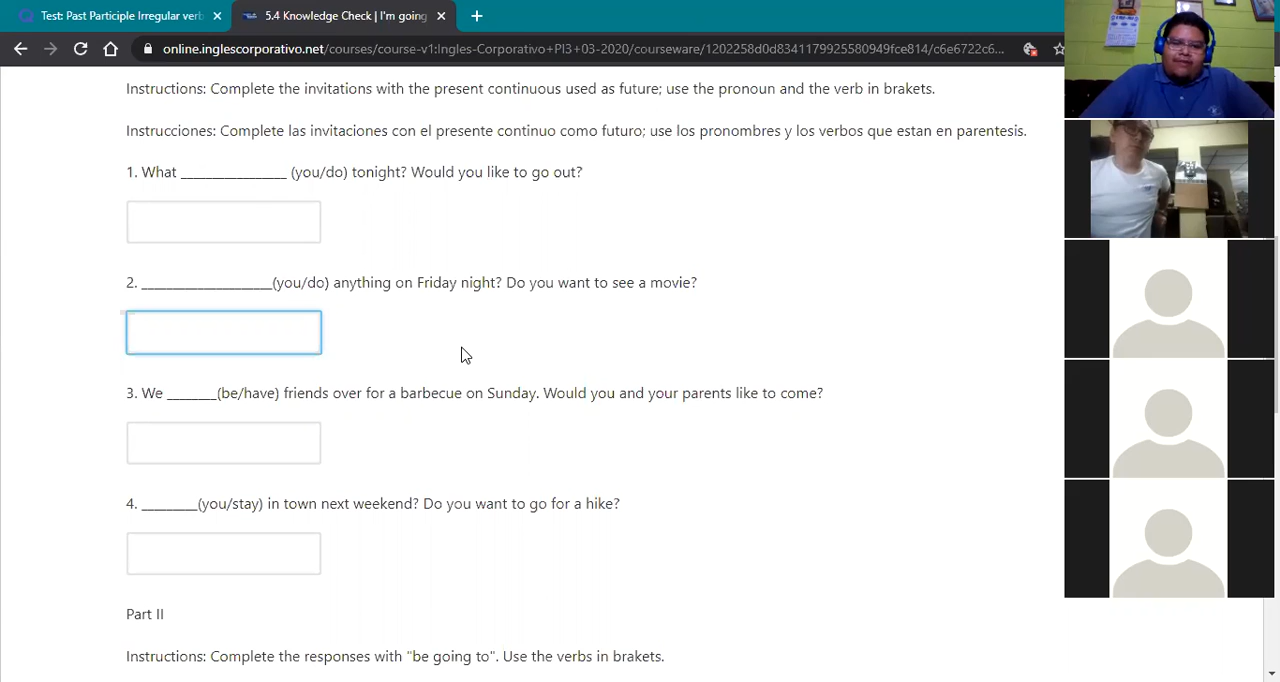 Test: Past Participle Irregular verb
5.4 Knowledge Check | I'm going
online.inglescorporativo.net/courses/course-v1:Ingles-Corporativo+PI3+03-2020/courseware/1202258d0d8341179925580949fce814/c6e6722c6...
Instructions: Complete the invitations with the present continuous used as future; use the pronoun and the verb in brakets.
Instrucciones: Complete las invitaciones con el presente continuo como futuro; use los pronombres y los verbos que estan en parentesis.
1. What ________________ (you/do) tonight? Would you like to go out?
2. ____________________(you/do) anything on Friday night? Do you want to see a movie?
3. We ________(be/have) friends over for a barbecue on Sunday. Would you and your parents like to come?
4. _________(you/stay) in town next weekend? Do you want to go for a hike?
Part II
Instructions: Complete the responses with "be going to". Use the verbs in brakets.